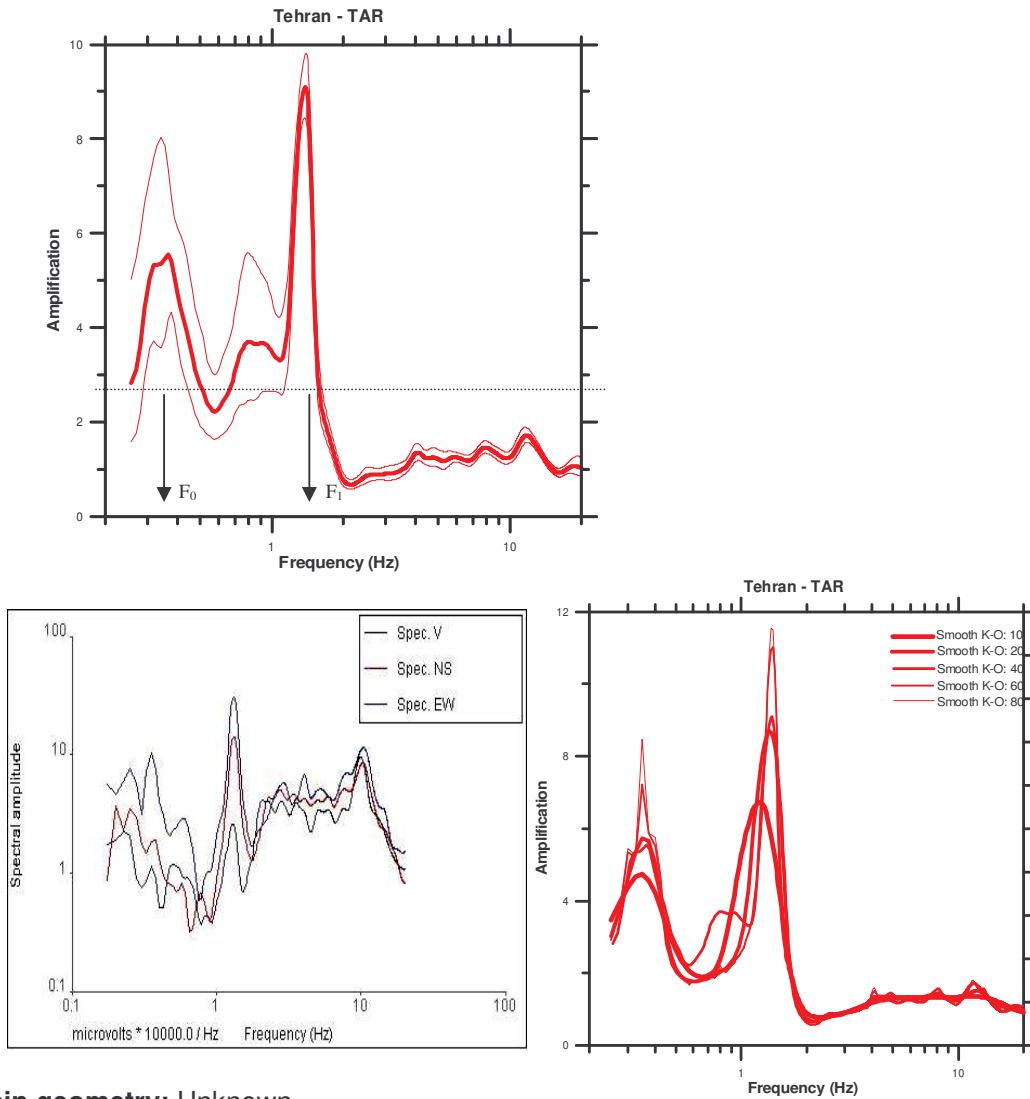 Tehran - TAR
10
8
6
4
2
0
Amplification
F0
F1
1
10
Frequency (Hz)
100
10
1
0.1
Spectral amplitude
Spec. V
Spec. NS
Spec. EW
0.1
1
10
100
microvolts * 10000.0 / Hz
Frequency (Hz)
Tehran - TAR
12
8
4
0
Amplification
Smooth K-O: 10
Smooth K-O: 20
Smooth K-O: 40
Smooth K-O: 60
Smooth K-O: 80
1
10
Frequency (Hz)
geometry: Unknown